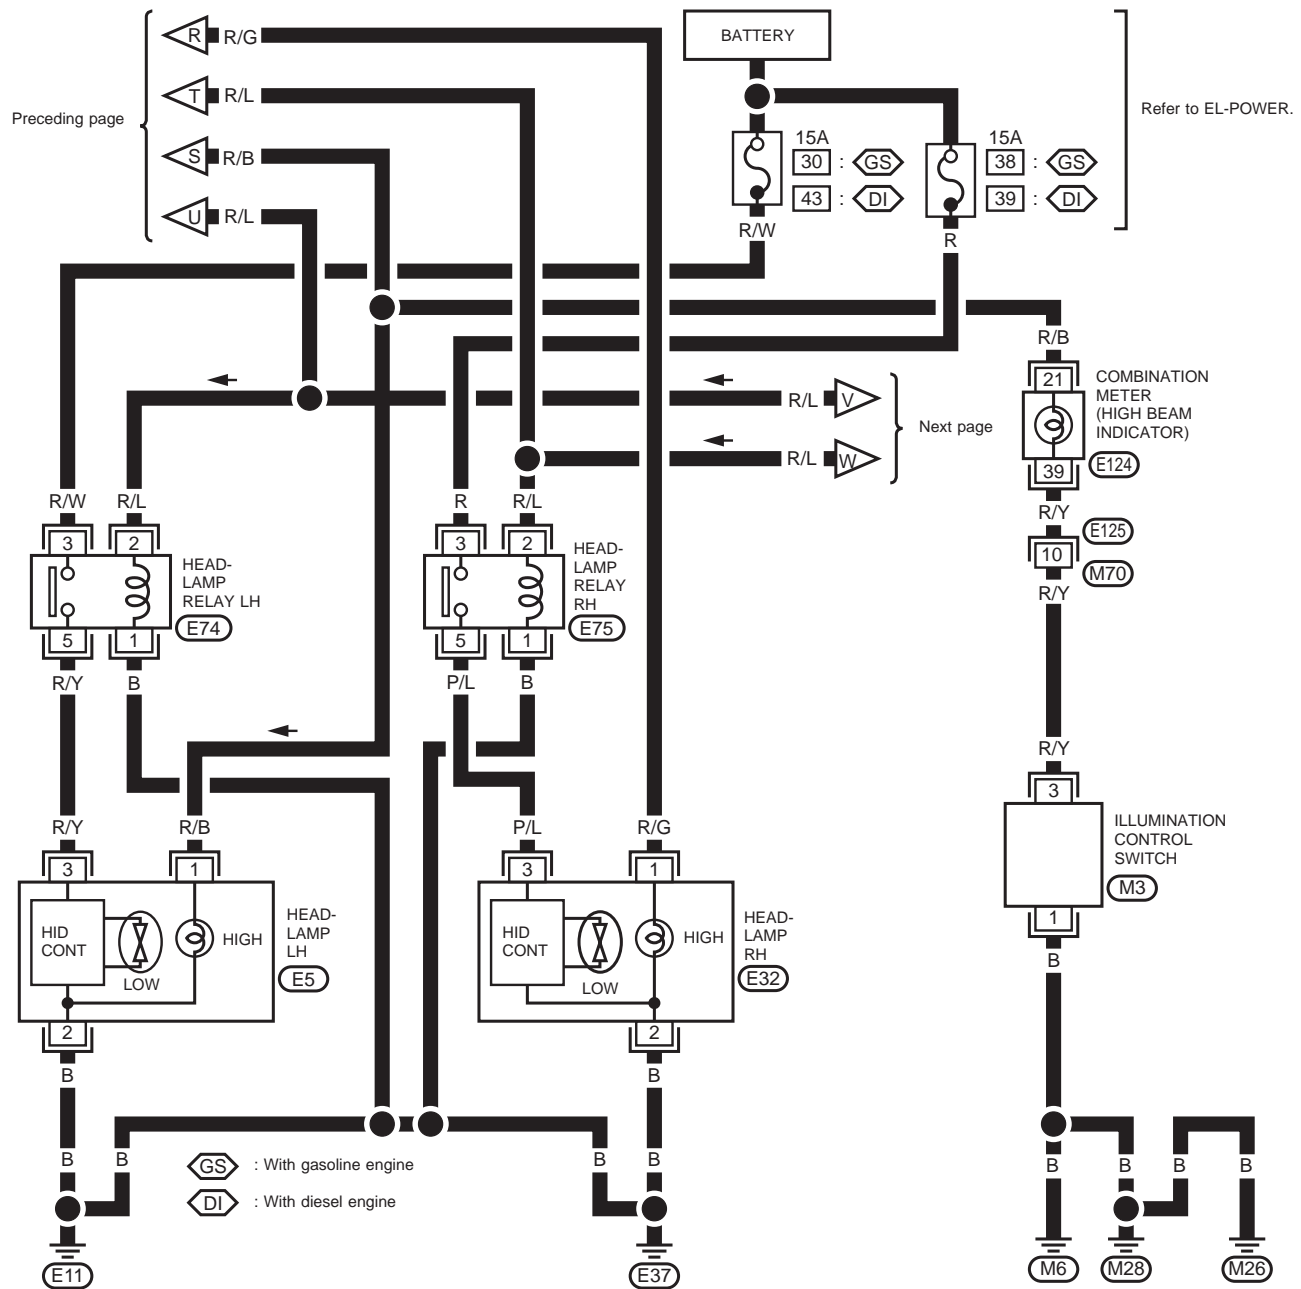 R R/G
BATTERY
T R/L
Preceding page
Refer to EL-POWER.
S R/B
15A
30 : GS
43 : DI
15A
38 : GS
39 : DI
U R/L
R/W
R
R/B
21
COMBINATION
METER
(HIGH BEAM
INDICATOR)
39
E124
R/L V
Next page
R/L W
R/W R/L R R/L
R/Y
E125
10
M70
R/Y
3 2
HEAD-
LAMP
RELAY LH
E74
5 1
3 2
HEAD-
LAMP
RELAY
RH
E75
5 1
R/Y B P/L B
R/Y
3
ILLUMINATION
CONTROL
SWITCH
M3
1
B
R/Y R/B P/L R/G
3 1
HID
CONT
LOW
HIGH
HEAD-
LAMP
LH
E5
2
3 1
HID
CONT
LOW
HIGH
HEAD-
LAMP
RH
E32
2
B B
B B B B
GS : With gasoline engine
DI : With diesel engine
B B B B
E11 E37 M6 M28 M26